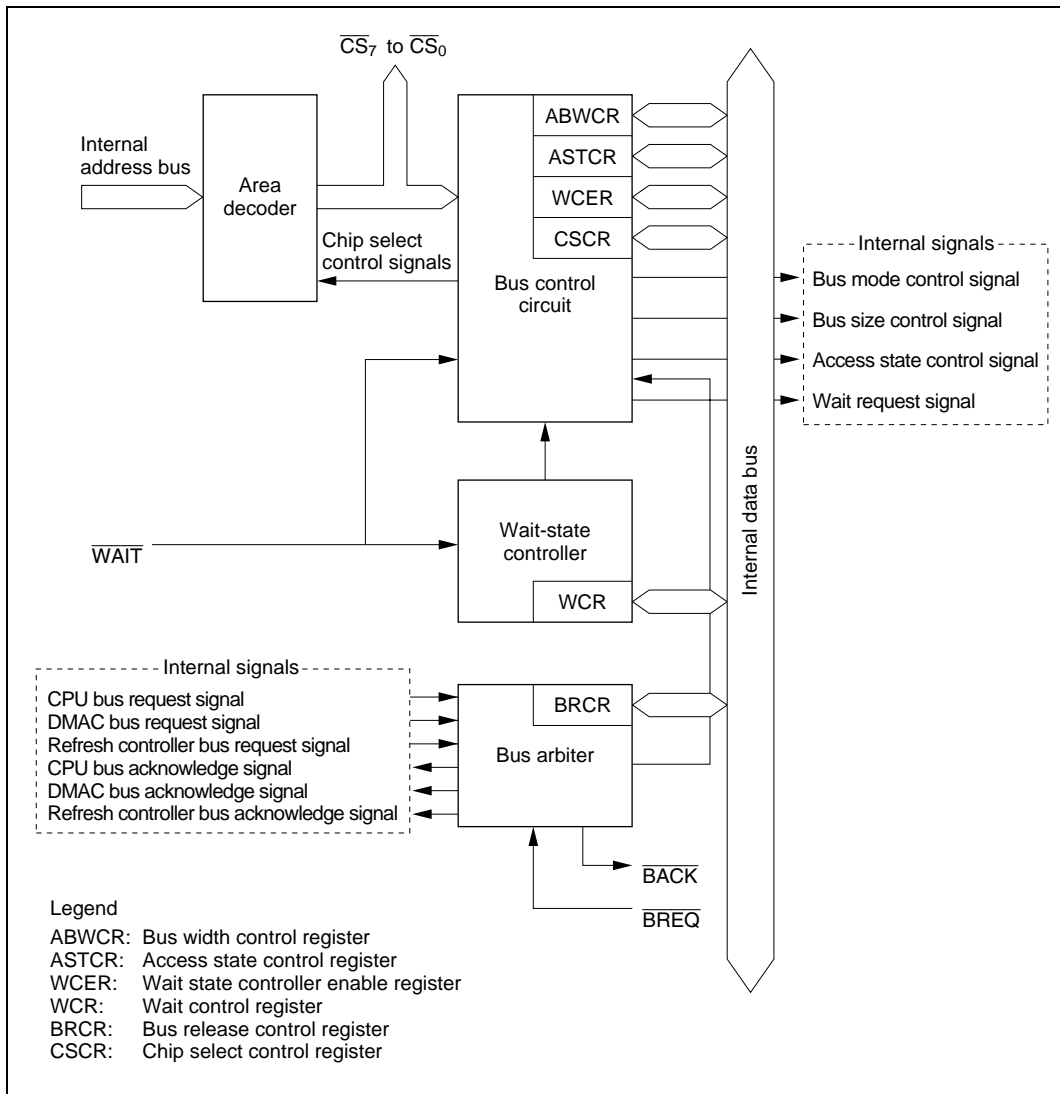 C̅S̅₇ to C̅S̅₀
Internal
address bus
Area
decoder
Chip select
control signals
ABWCR
ASTCR
WCER
CSCR
Bus control
circuit
Internal signals
Bus mode control signal
Bus size control signal
Access state control signal
Wait request signal
Internal data bus
W̅A̅I̅T̅
Wait-state
controller
WCR
Internal signals
CPU bus request signal
DMAC bus request signal
Refresh controller bus request signal
CPU bus acknowledge signal
DMAC bus acknowledge signal
Refresh controller bus acknowledge signal
BRCR
Bus arbiter
B̅A̅C̅K̅
B̅R̅E̅Q̅
Legend
ABWCR: Bus width control register
ASTCR: Access state control register
WCER: Wait state controller enable register
WCR: Wait control register
BRCR: Bus release control register
CSCR: Chip select control register